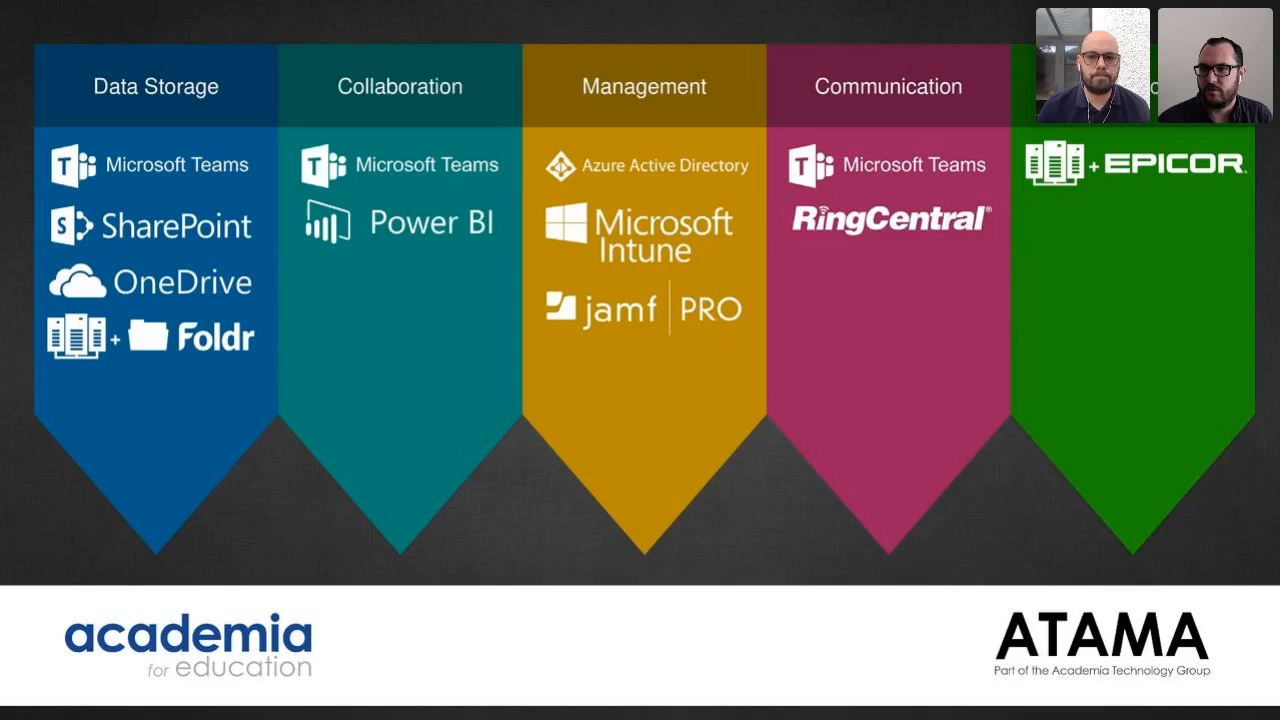 Data Storage
Collaboration
Management
Communication
Microsoft Teams
SharePoint
OneDrive
+ Foldr
Microsoft Teams
Power BI
Azure Active Directory
Microsoft
Intune
jamf | PRO
Microsoft Teams
RingCentral®
+ EPICOR®
academia
for education
ATAMA
Part of the Academia Technology Group